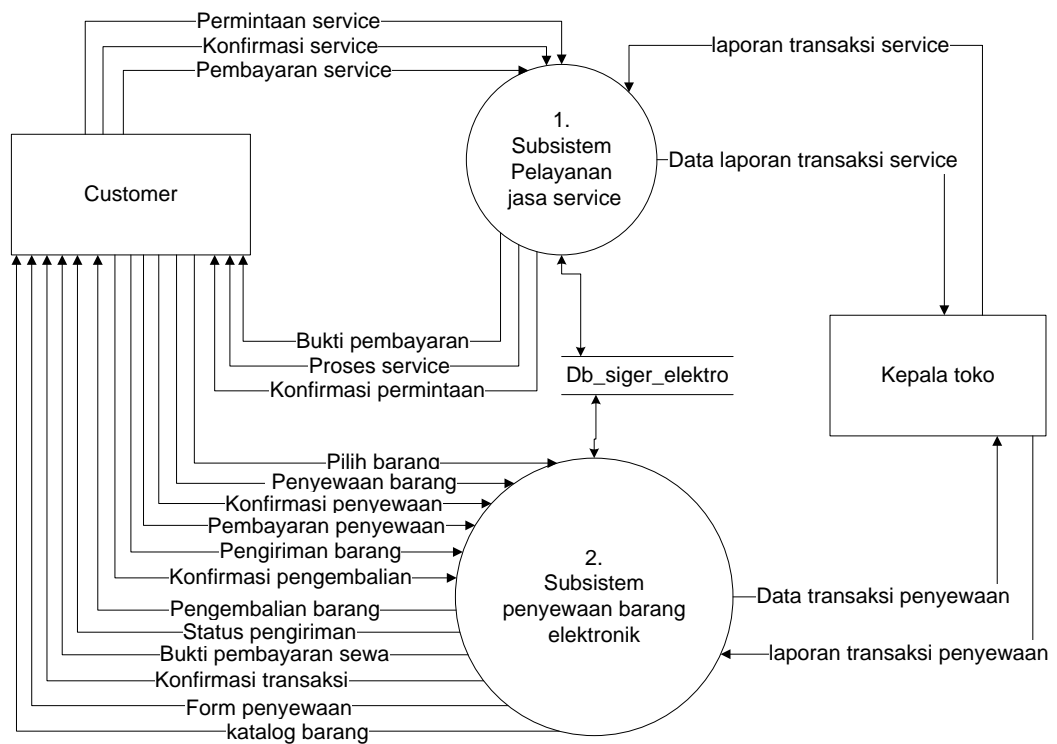 Permintaan service
Konfirmasi service
Pembayaran service
laporan transaksi service
1.
Subsistem
Pelayanan
jasa service
Data laporan transaksi service
Customer
Bukti pembayaran
Proses service
Konfirmasi permintaan
Db_siger_elektro
Kepala toko
Pilih barang
Penyewaan barang
Konfirmasi penyewaan
Pembayaran penyewaan
Pengiriman barang
Konfirmasi pengembalian
2.
Subsistem
penyewaan barang
elektronik
Pengembalian barang
Status pengiriman
Bukti pembayaran sewa
Konfirmasi transaksi
Form penyewaan
katalog barang
Data transaksi penyewaan
laporan transaksi penyewaan